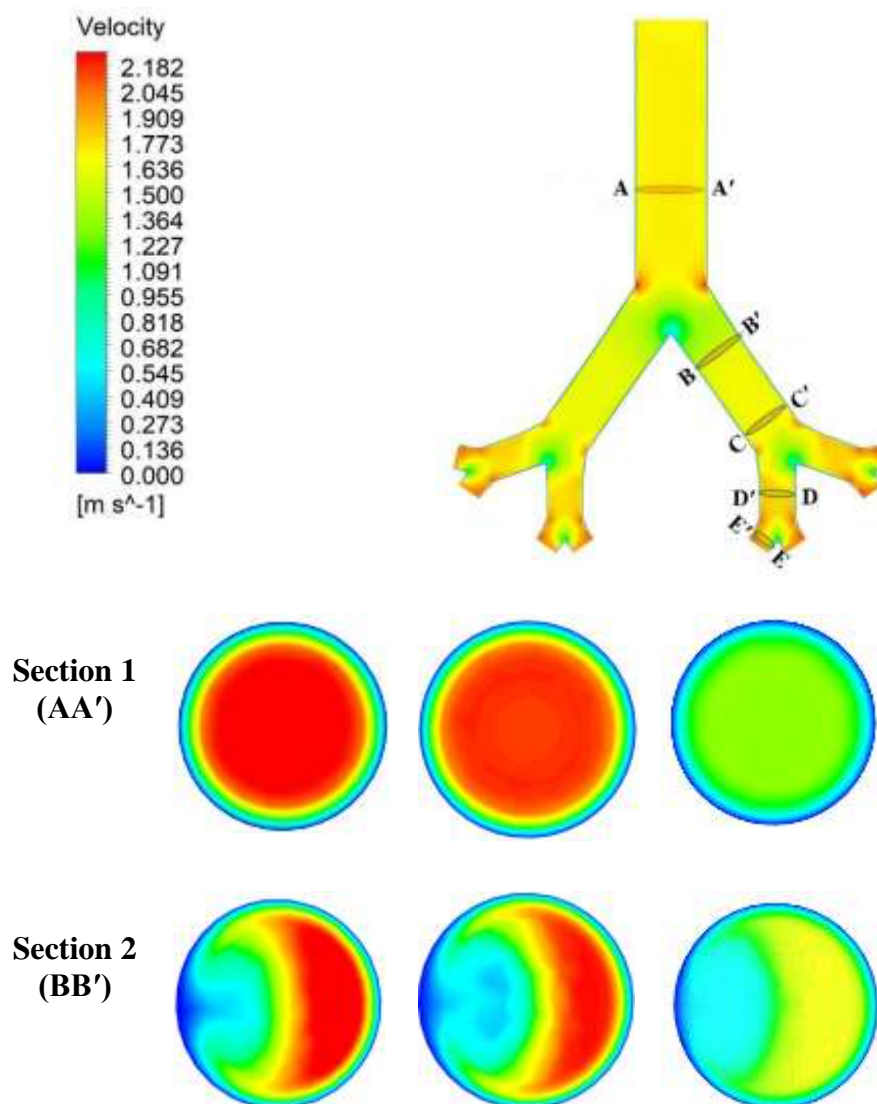 Velocity
2.182
2.045
1.909
1.773
1.636
1.500
1.364
1.227
1.091
0.955
0.818
0.682
0.545
0.409
0.273
0.136
0.000
[m s^-1]
A A′
B′
B
C′
C
D′ D
E′
E
Section 1
(AA′)
Section 2
(BB′)